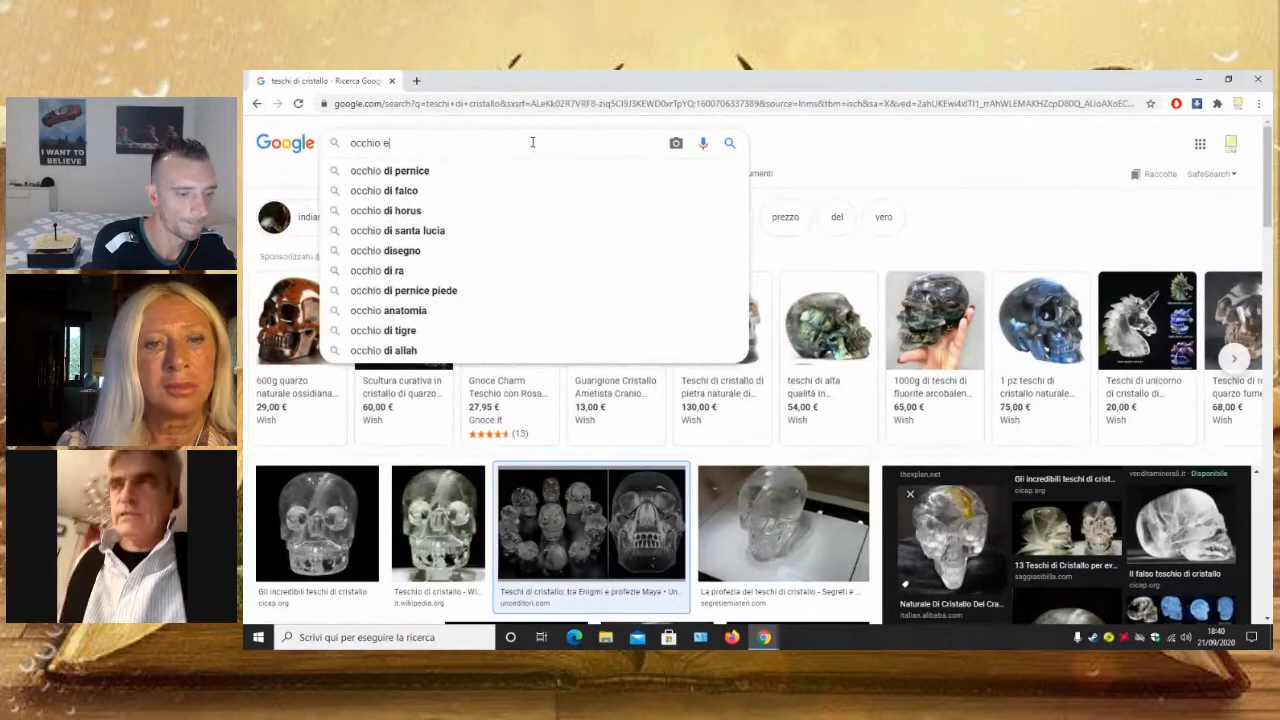 I WANT TO
BELIEVE
teschi di cristallo - Ricerca Goog
google.com/search?q=teschi+di+cristallo&sxsrf=ALeKk02R7VRF8-ziq5CI9J3KEWD0xrTpYQ:1600706337389&source=lnms&tbm=isch&sa=X&ved=2ahUKEwi4xITI1_rrAhWLEMAKHZcpD80Q_AUoAXoEC...
Google
occhio e
umenti
Raccolte
SafeSearch
occhio di pernice
occhio di falco
occhio di horus
occhio di santa lucia
occhio disegno
occhio di ra
occhio di pernice piede
occhio anatomia
occhio di tigre
occhio di allah
indian
prezzo
del
vero
Sponsorizzato
600g quarzo
naturale ossidiana...
29,00 €
Wish
Scultura curativa in
cristallo di quarzo...
60,00 €
Wish
Gnoce Charm
Teschio con Rosa...
27,95 €
Gnoce.it
(13)
Guarigione Cristallo
Ametista Cranio...
13,00 €
Wish
Teschi di cristallo di
pietra naturale di...
130,00 €
Wish
teschi di alta
qualità in...
54,00 €
Wish
1000g di teschi di
fluorite arcobalen...
65,00 €
Wish
1 pz teschi di
cristallo naturale...
75,00 €
Wish
Teschi di unicorno
di cristallo di...
20,00 €
Wish
Teschio di re
quarzo fume
68,00 €
Wish
Gli incredibili teschi di cristallo
cicap.org
Teschio di cristallo - Wi...
it.wikipedia.org
Teschi di cristallo: tra Enigmi e profezie Maya • Un...
unoeditori.com
La profezia dei teschi di cristallo - Segreti e ...
segretiemisteri.com
thexplan.net
Naturale Di Cristallo Del Cra...
italian.alibaba.com
Gli incredibili teschi di crist...
cicap.org
13 Teschi di Cristallo per ev...
saggiasibilla.com
venditaminerali.it
Disponibile
Il falso teschio di cristallo
cicap.org
Scrivi qui per eseguire la ricerca
18:40
21/09/2020